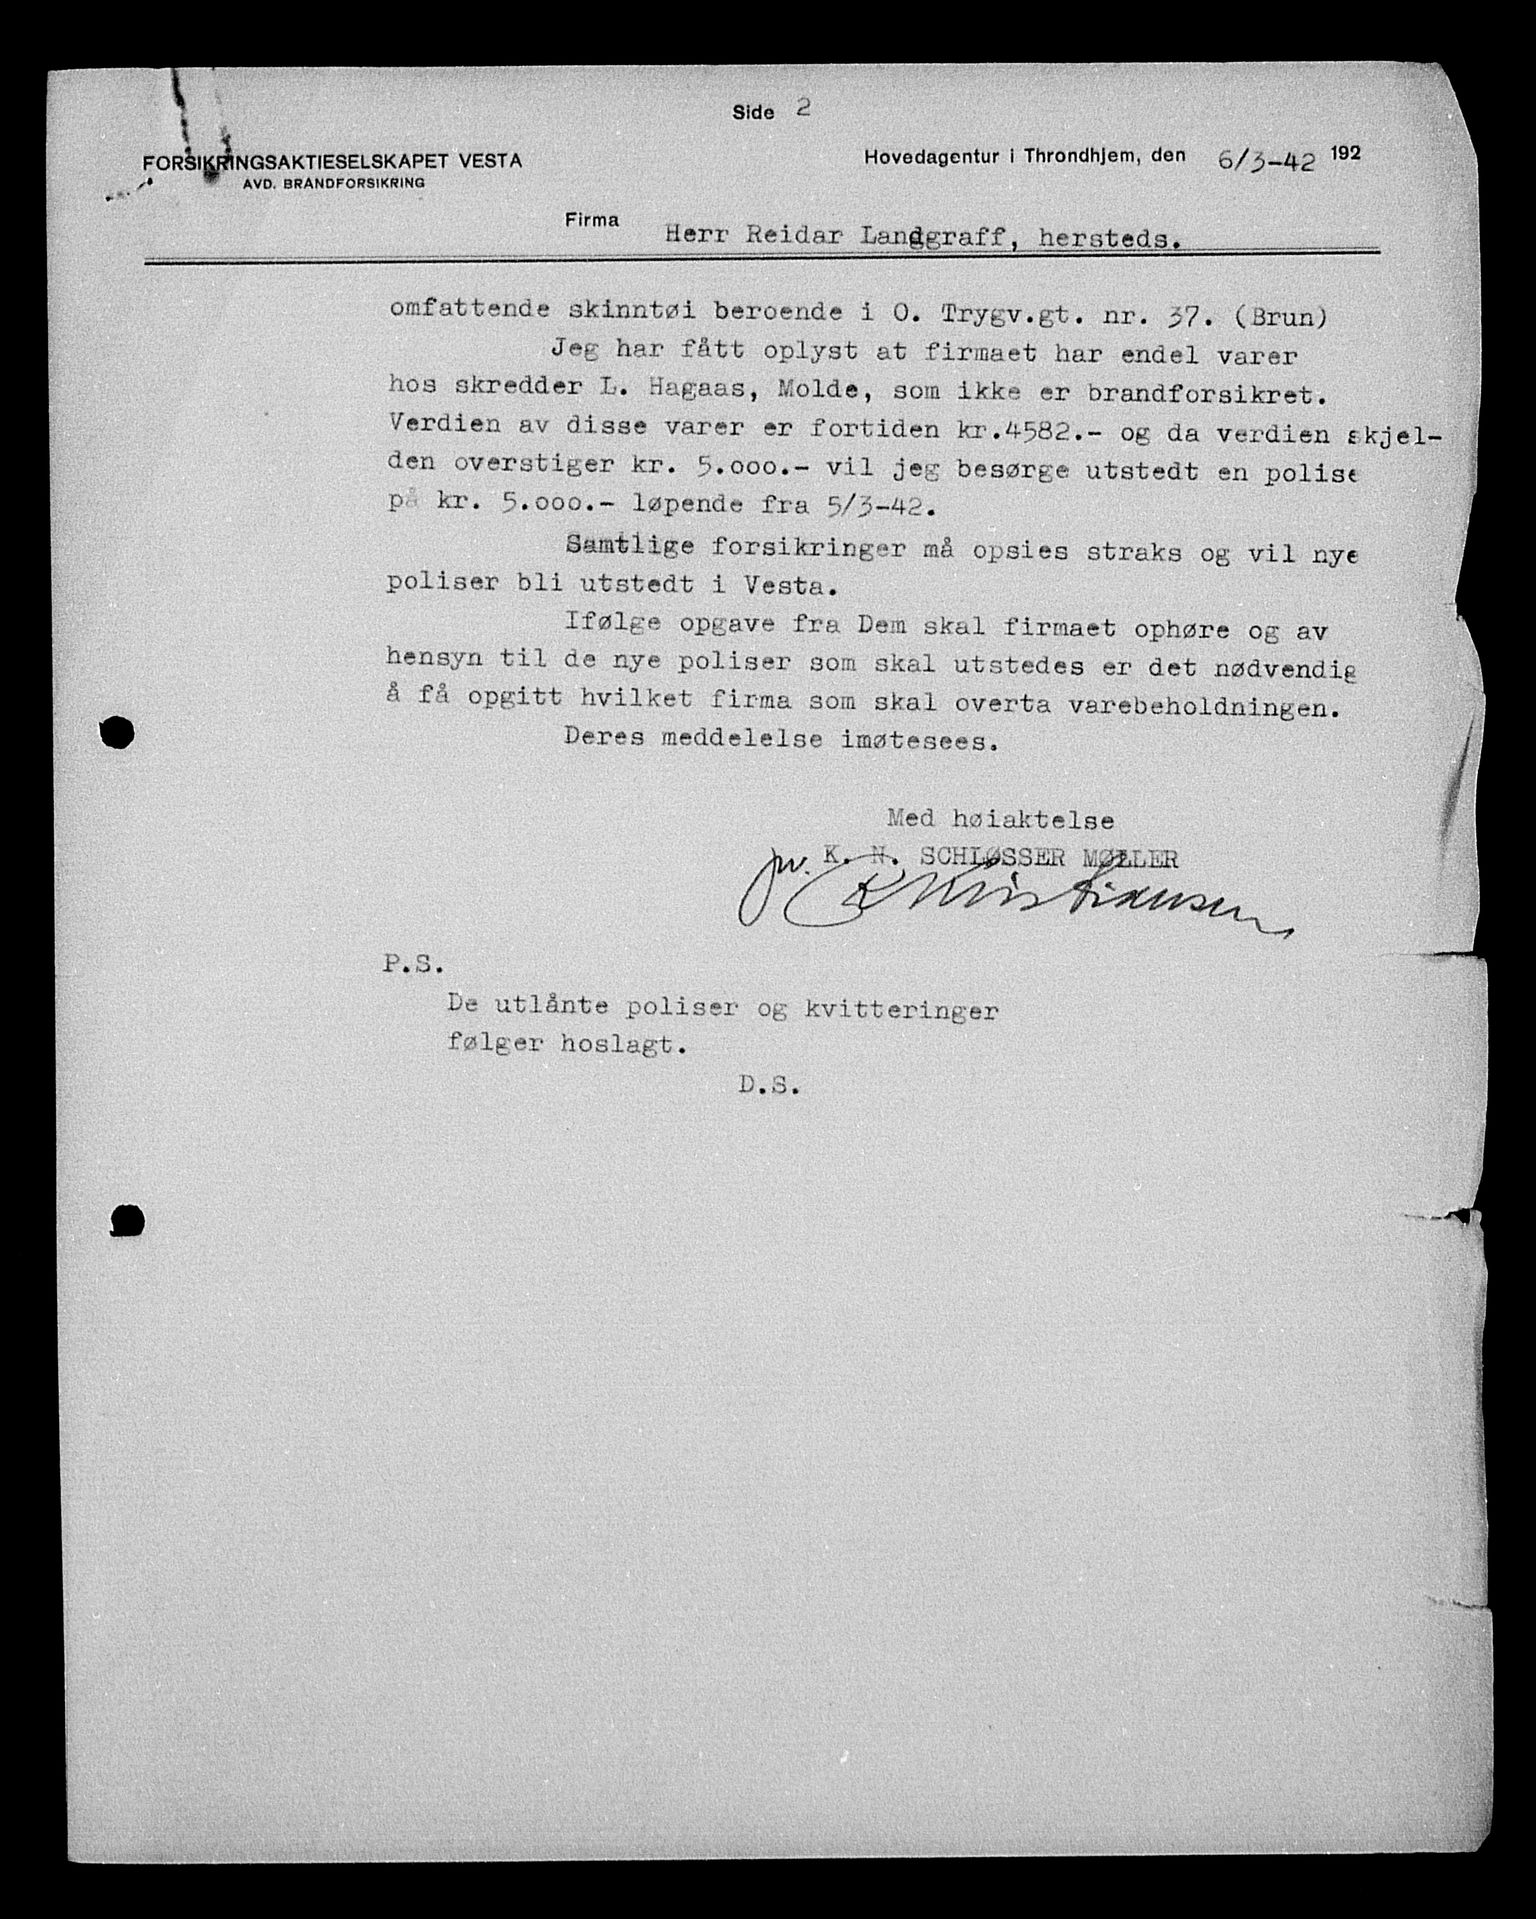 Side 2
FORSIKRINGSAKTIESELSKAPET VESTA
AVD. BRANDFORSIKRING
Hovedagentur i Throndhjem, den 6/3-42 192
Firma Herr Reidar Landgraff, hersteds.
omfattende skinntøi beroende i O. Trygv.gt. nr. 37. (Brun)
Jeg har fått oplyst at firmaet har endel varer
hos skredder L. Hagaas, Molde, som ikke er brandforsikret.
Verdien av disse varer er fortiden kr.4582.- og da verdien skjel-
den overstiger kr. 5.000.- vil jeg besørge utstedt en polise
på kr. 5.000.- løpende fra 5/3-42.
Samtlige forsikringer må opsies straks og vil nye
poliser bli utstedt i Vesta.
Ifølge opgave fra Dem skal firmaet ophøre og av
hensyn til de nye poliser som skal utstedes er det nødvendig
å få opgitt hvilket firma som skal overta varebeholdningen.
Deres meddelelse imøtesees.
Med høiaktelse
pr. K. N. SCHLØSSER MØLLER
K Kristiansen
P.S.
De utlånte poliser og kvitteringer
følger hoslagt.
D.S.